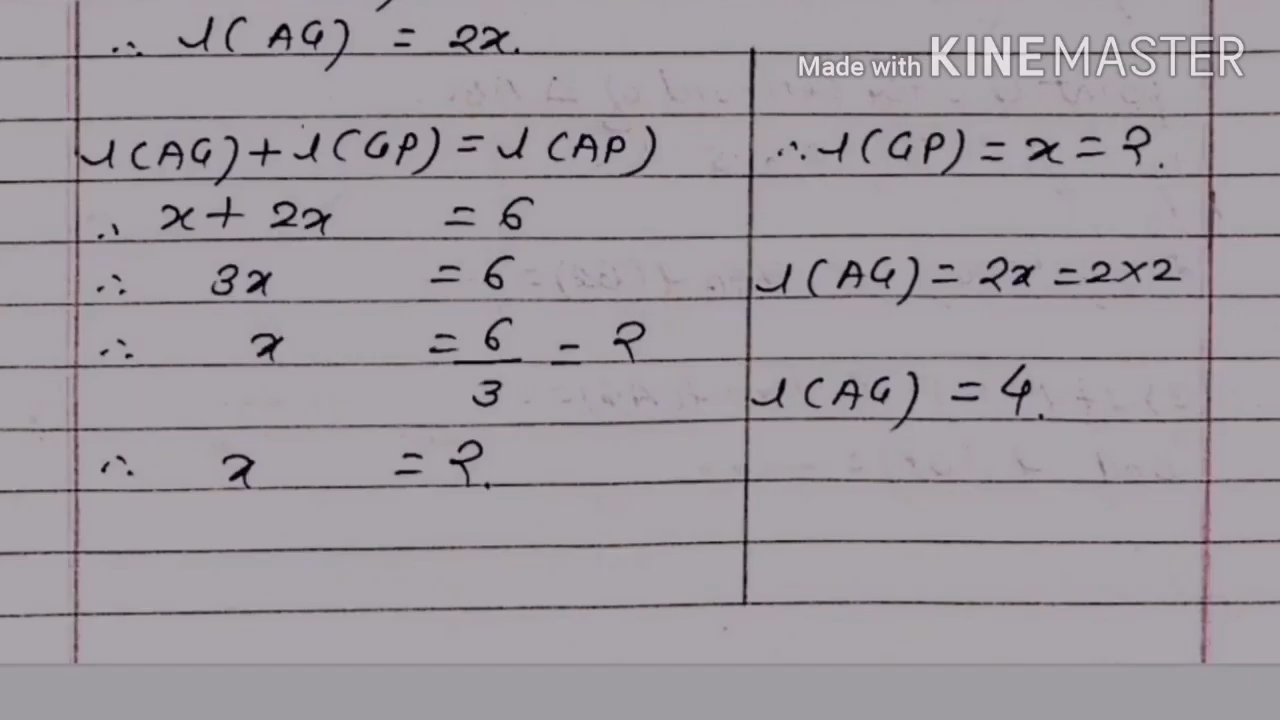 ∴ l(AG) = 2x.
Made with KINEMASTER
l(AG)+l(GP)=l(AP)
∴ x+ 2x = 6
∴ 3x = 6
∴ x = 6/3 = 2
∴ x = 2.
∴ l(GP) = x = 2.
l(AG) = 2x = 2×2
l(AG) = 4.